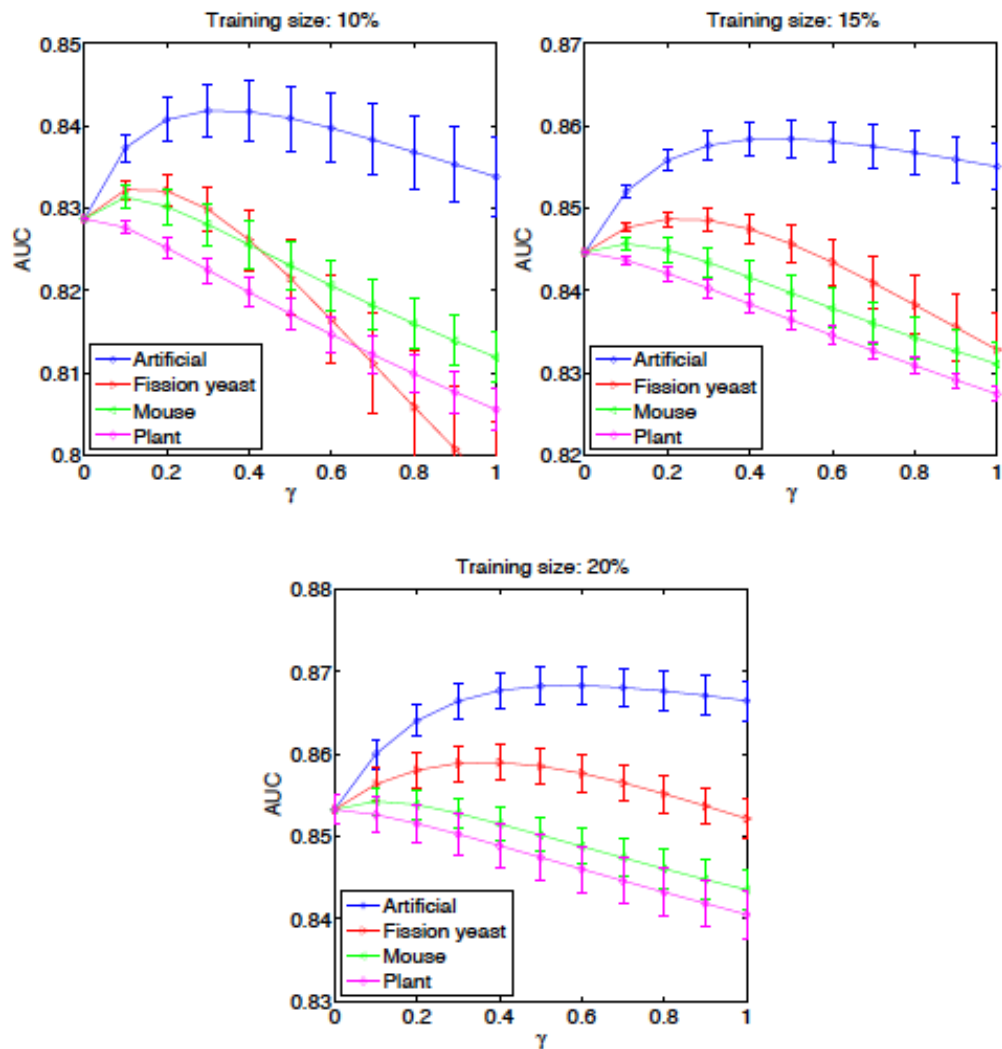 Training size: 10%
0.85
0.84
0.83
0.82
0.81
0.8
AUC
0 0.2 0.4 0.6 0.8 1
γ
Artificial
Fission yeast
Mouse
Plant
Training size: 15%
0.87
0.86
0.85
0.84
0.83
0.82
AUC
0 0.2 0.4 0.6 0.8 1
γ
Artificial
Fission yeast
Mouse
Plant
Training size: 20%
0.88
0.87
0.86
0.85
0.84
0.83
AUC
0 0.2 0.4 0.6 0.8 1
γ
Artificial
Fission yeast
Mouse
Plant